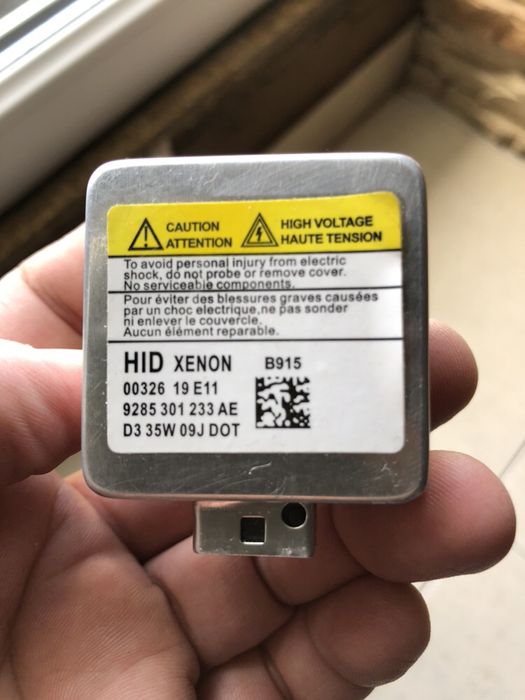 CAUTION
ATTENTION
HIGH VOLTAGE
HAUTE TENSION
To avoid personal injury from electric
shock, do not probe or remove cover.
No serviceable components.
Pour éviter des blessures graves causées
par un choc electrique,ne pas sonder
ni enlever le couvercle.
Aucun élément reparable.
HID XENON B915
00326 19 E11
9285 301 233 AE
D3 35W 09J DOT